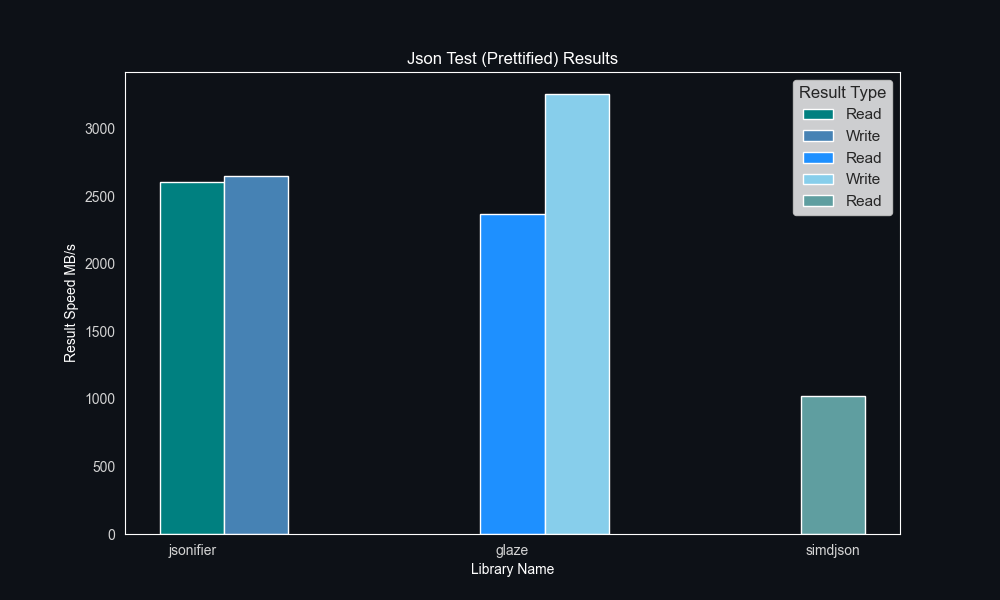 Json Test (Prettified) Results
Result Type
Read
Write
Read
Write
Read
3000
2500
2000
1500
1000
500
0
Result Speed MB/s
jsonifier
glaze
simdjson
Library Name